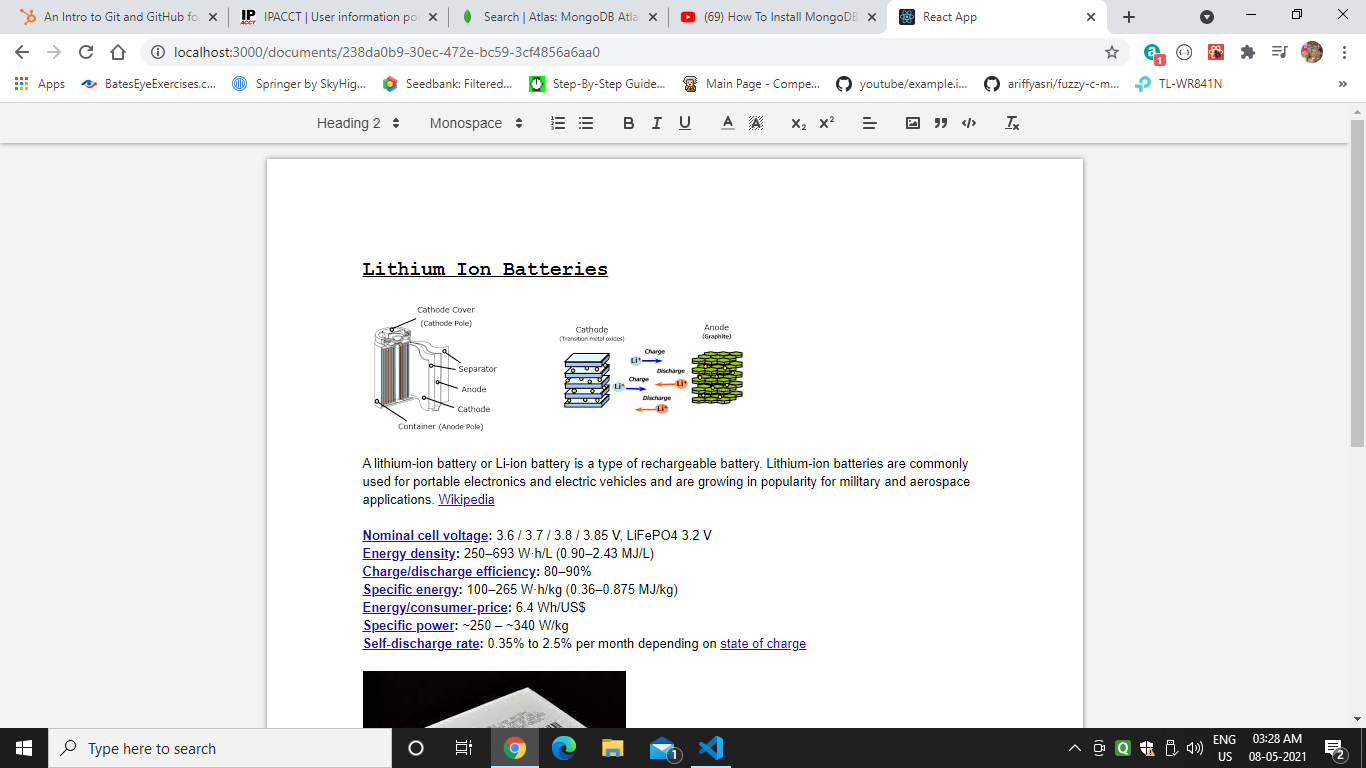 An Intro to Git and GitHub fo
IPACCT | User information po
Search | Atlas: MongoDB Atla
(69) How To Install MongoDB
React App
localhost:3000/documents/238da0b9-30ec-472e-bc59-3cf4856a6aa0
1
Apps
BatesEyeExercises.c...
Springer by SkyHig...
Seedbank: Filtered...
Step-By-Step Guide...
Main Page - Compe...
youtube/example.i...
ariffyasri/fuzzy-c-m...
TL-WR841N
»
Heading 2
Monospace
B I U A A X₂ X²
Lithium Ion Batteries
Cathode Cover
(Cathode Pole)
Separator
Anode
Cathode
Container (Anode Pole)
Cathode
(Transition metal oxides)
Anode
(Graphite)
Charge
Li⁺
Discharge
Li⁺
Charge
Li⁺
Discharge
Li⁺
A lithium-ion battery or Li-ion battery is a type of rechargeable battery. Lithium-ion batteries are commonly
used for portable electronics and electric vehicles and are growing in popularity for military and aerospace
applications. Wikipedia
Nominal cell voltage: 3.6 / 3.7 / 3.8 / 3.85 V, LiFePO4 3.2 V
Energy density: 250–693 W·h/L (0.90–2.43 MJ/L)
Charge/discharge efficiency: 80–90%
Specific energy: 100–265 W·h/kg (0.36–0.875 MJ/kg)
Energy/consumer-price: 6.4 Wh/US$
Specific power: ~250 – ~340 W/kg
Self-discharge rate: 0.35% to 2.5% per month depending on state of charge
Type here to search
1
ENG
US
03:28 AM
08-05-2021
2